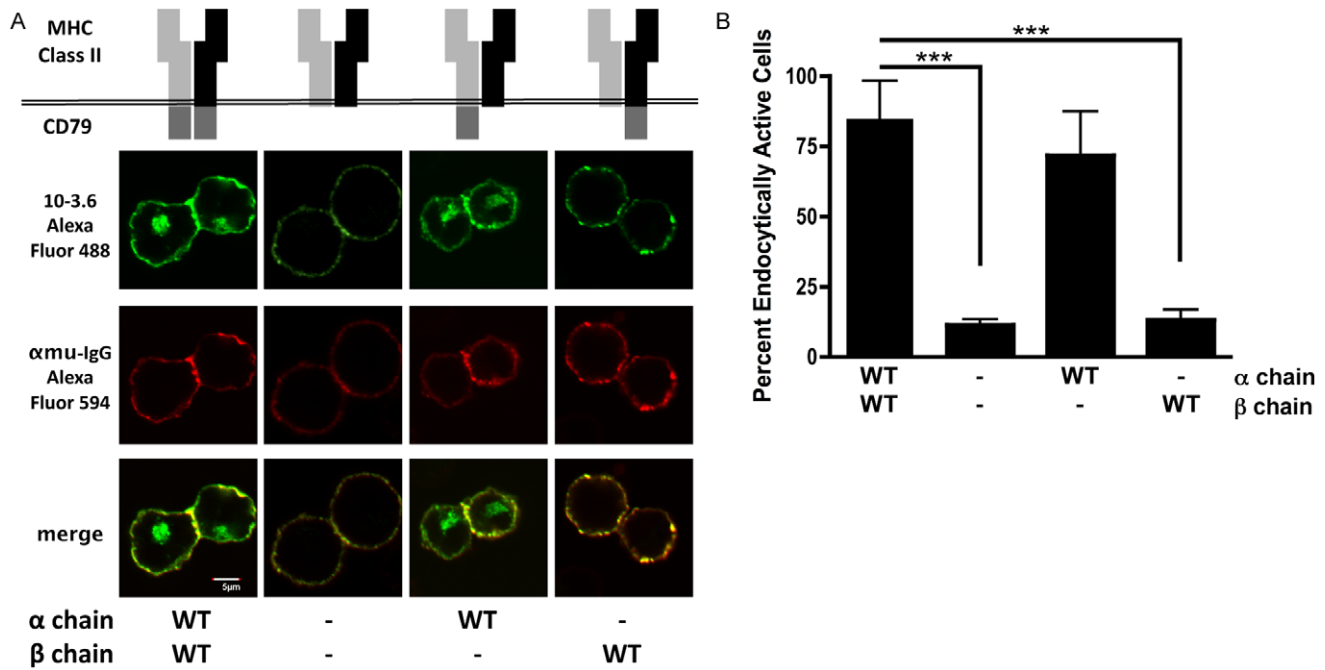 A
MHC
Class II
CD79
10-3.6
Alexa
Fluor 488
αmu-IgG
Alexa
Fluor 594
merge
5μm
α chain WT - WT -
β chain WT - - WT
B
***
***
Percent Endocytically Active Cells
100
75
50
25
0
WT - WT - α chain
WT - - WT β chain